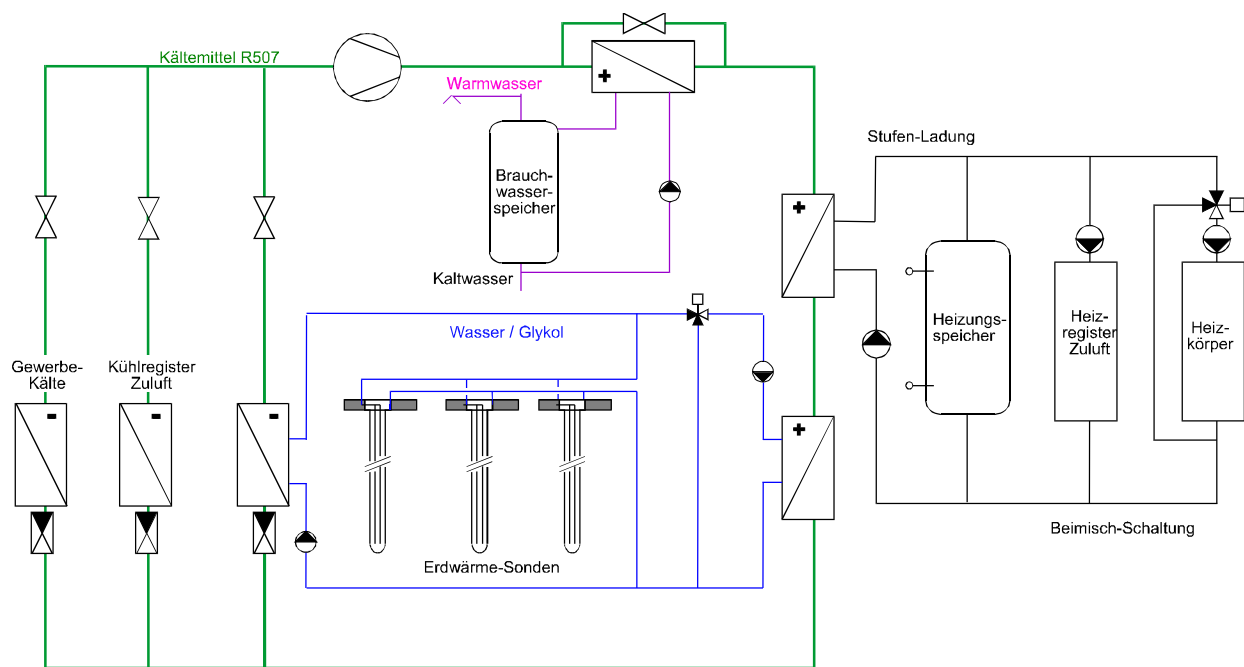 Kältemittel R507
Warmwasser
Stufen-Ladung
Brauch-
wasser-
speicher
Kaltwasser
Wasser / Glykol
Heizungs-
speicher
Heiz-
register
Zuluft
Heiz-
körper
Gewerbe-
Kälte
Kühlregister
Zuluft
Beimisch-Schaltung
Erdwärme-Sonden